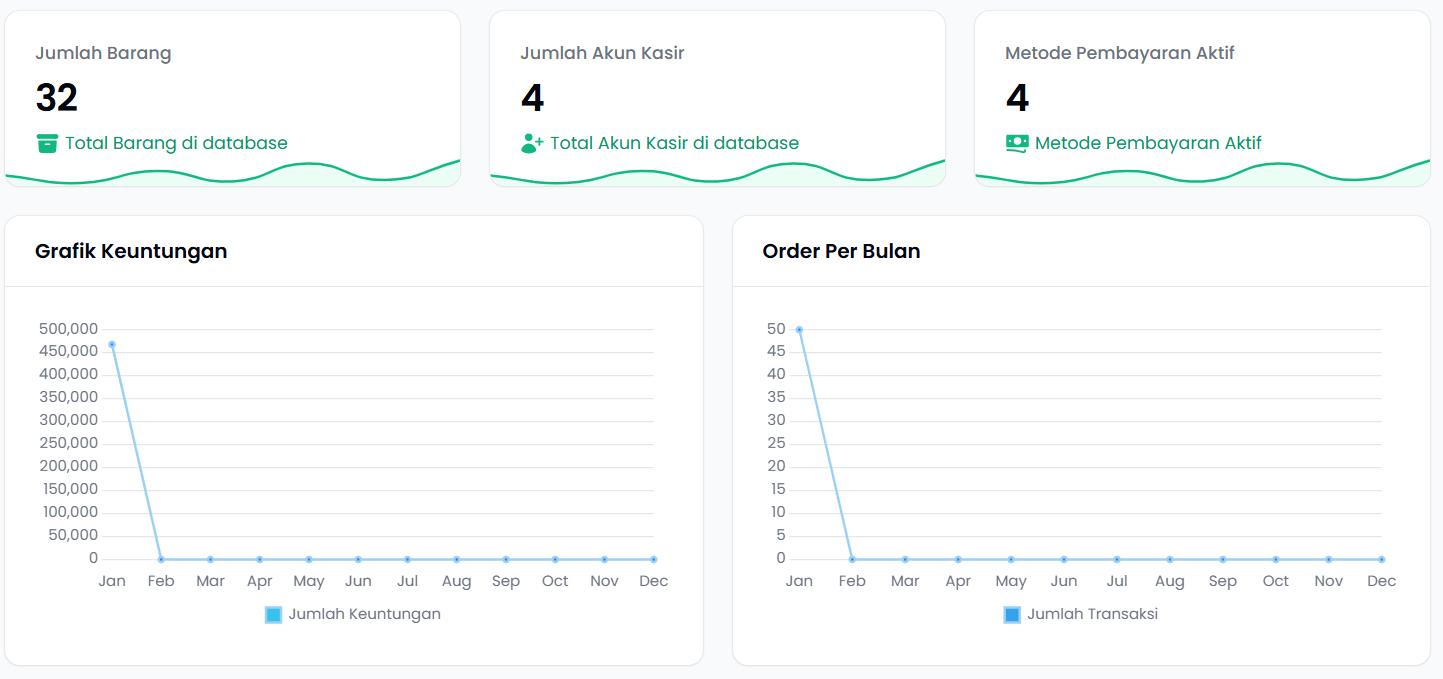 Jumlah Barang
32
Total Barang di database
Jumlah Akun Kasir
4
Total Akun Kasir di database
Metode Pembayaran Aktif
4
Metode Pembayaran Aktif
Grafik Keuntungan
500,000
450,000
400,000
350,000
300,000
250,000
200,000
150,000
100,000
50,000
0
Jan Feb Mar Apr May Jun Jul Aug Sep Oct Nov Dec
Jumlah Keuntungan
Order Per Bulan
50
45
40
35
30
25
20
15
10
5
0
Jan Feb Mar Apr May Jun Jul Aug Sep Oct Nov Dec
Jumlah Transaksi